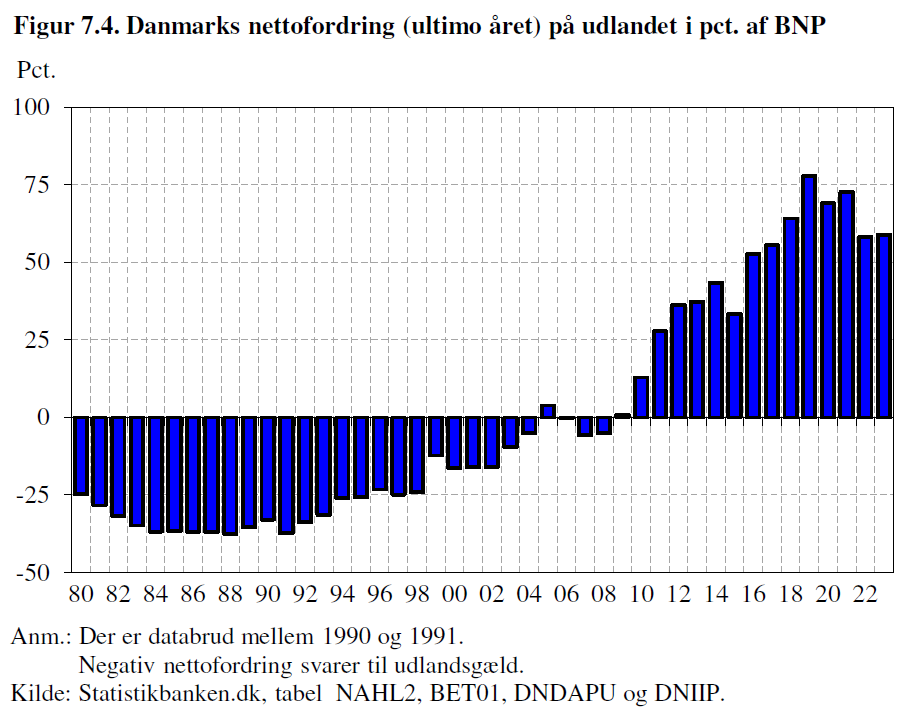 Figur 7.4. Danmarks nettofordring (ultimo året) på udlandet i pct. af BNP
Pct.
100
75
50
25
0
-25
-50
80 82 84 86 88 90 92 94 96 98 00 02 04 06 08 10 12 14 16 18 20 22
Anm.: Der er databrud mellem 1990 og 1991.
Negativ nettofordring svarer til udlandsgæld.
Kilde: Statistikbanken.dk, tabel NAHL2, BET01, DNDAPU og DNIIP.